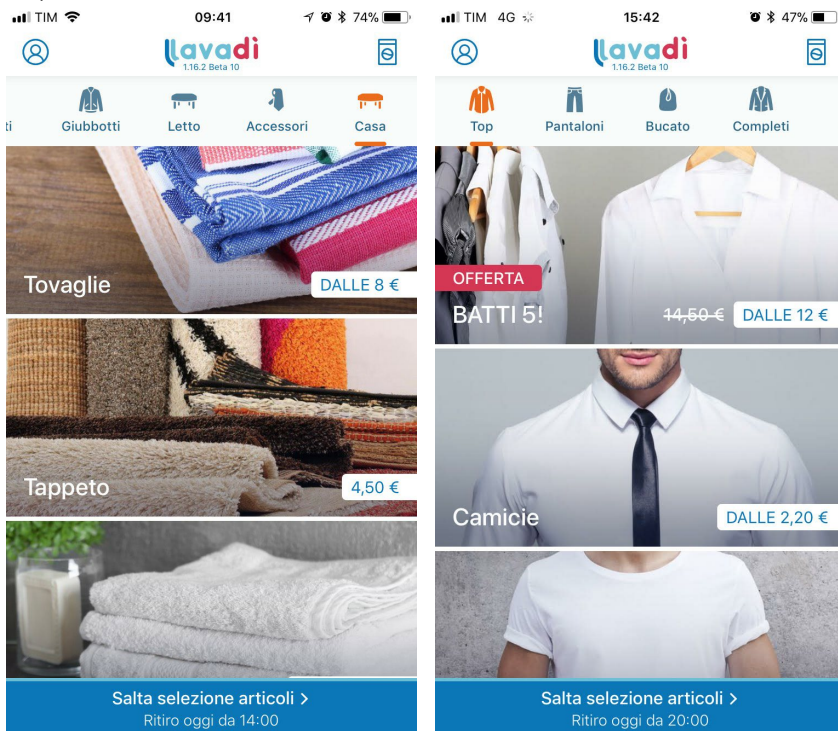 TIM 09:41 74%
lavadì
1.16.2 Beta 10
ti Giubbotti Letto Accessori Casa
Tovaglie
DALLE 8 €
Tappeto
4,50 €
Salta selezione articoli >
Ritiro oggi da 14:00
TIM 4G 15:42 47%
lavadì
1.16.2 Beta 10
Top Pantaloni Bucato Completi
OFFERTA
BATTI 5!
14,50 € DALLE 12 €
Camicie
DALLE 2,20 €
Salta selezione articoli >
Ritiro oggi da 20:00